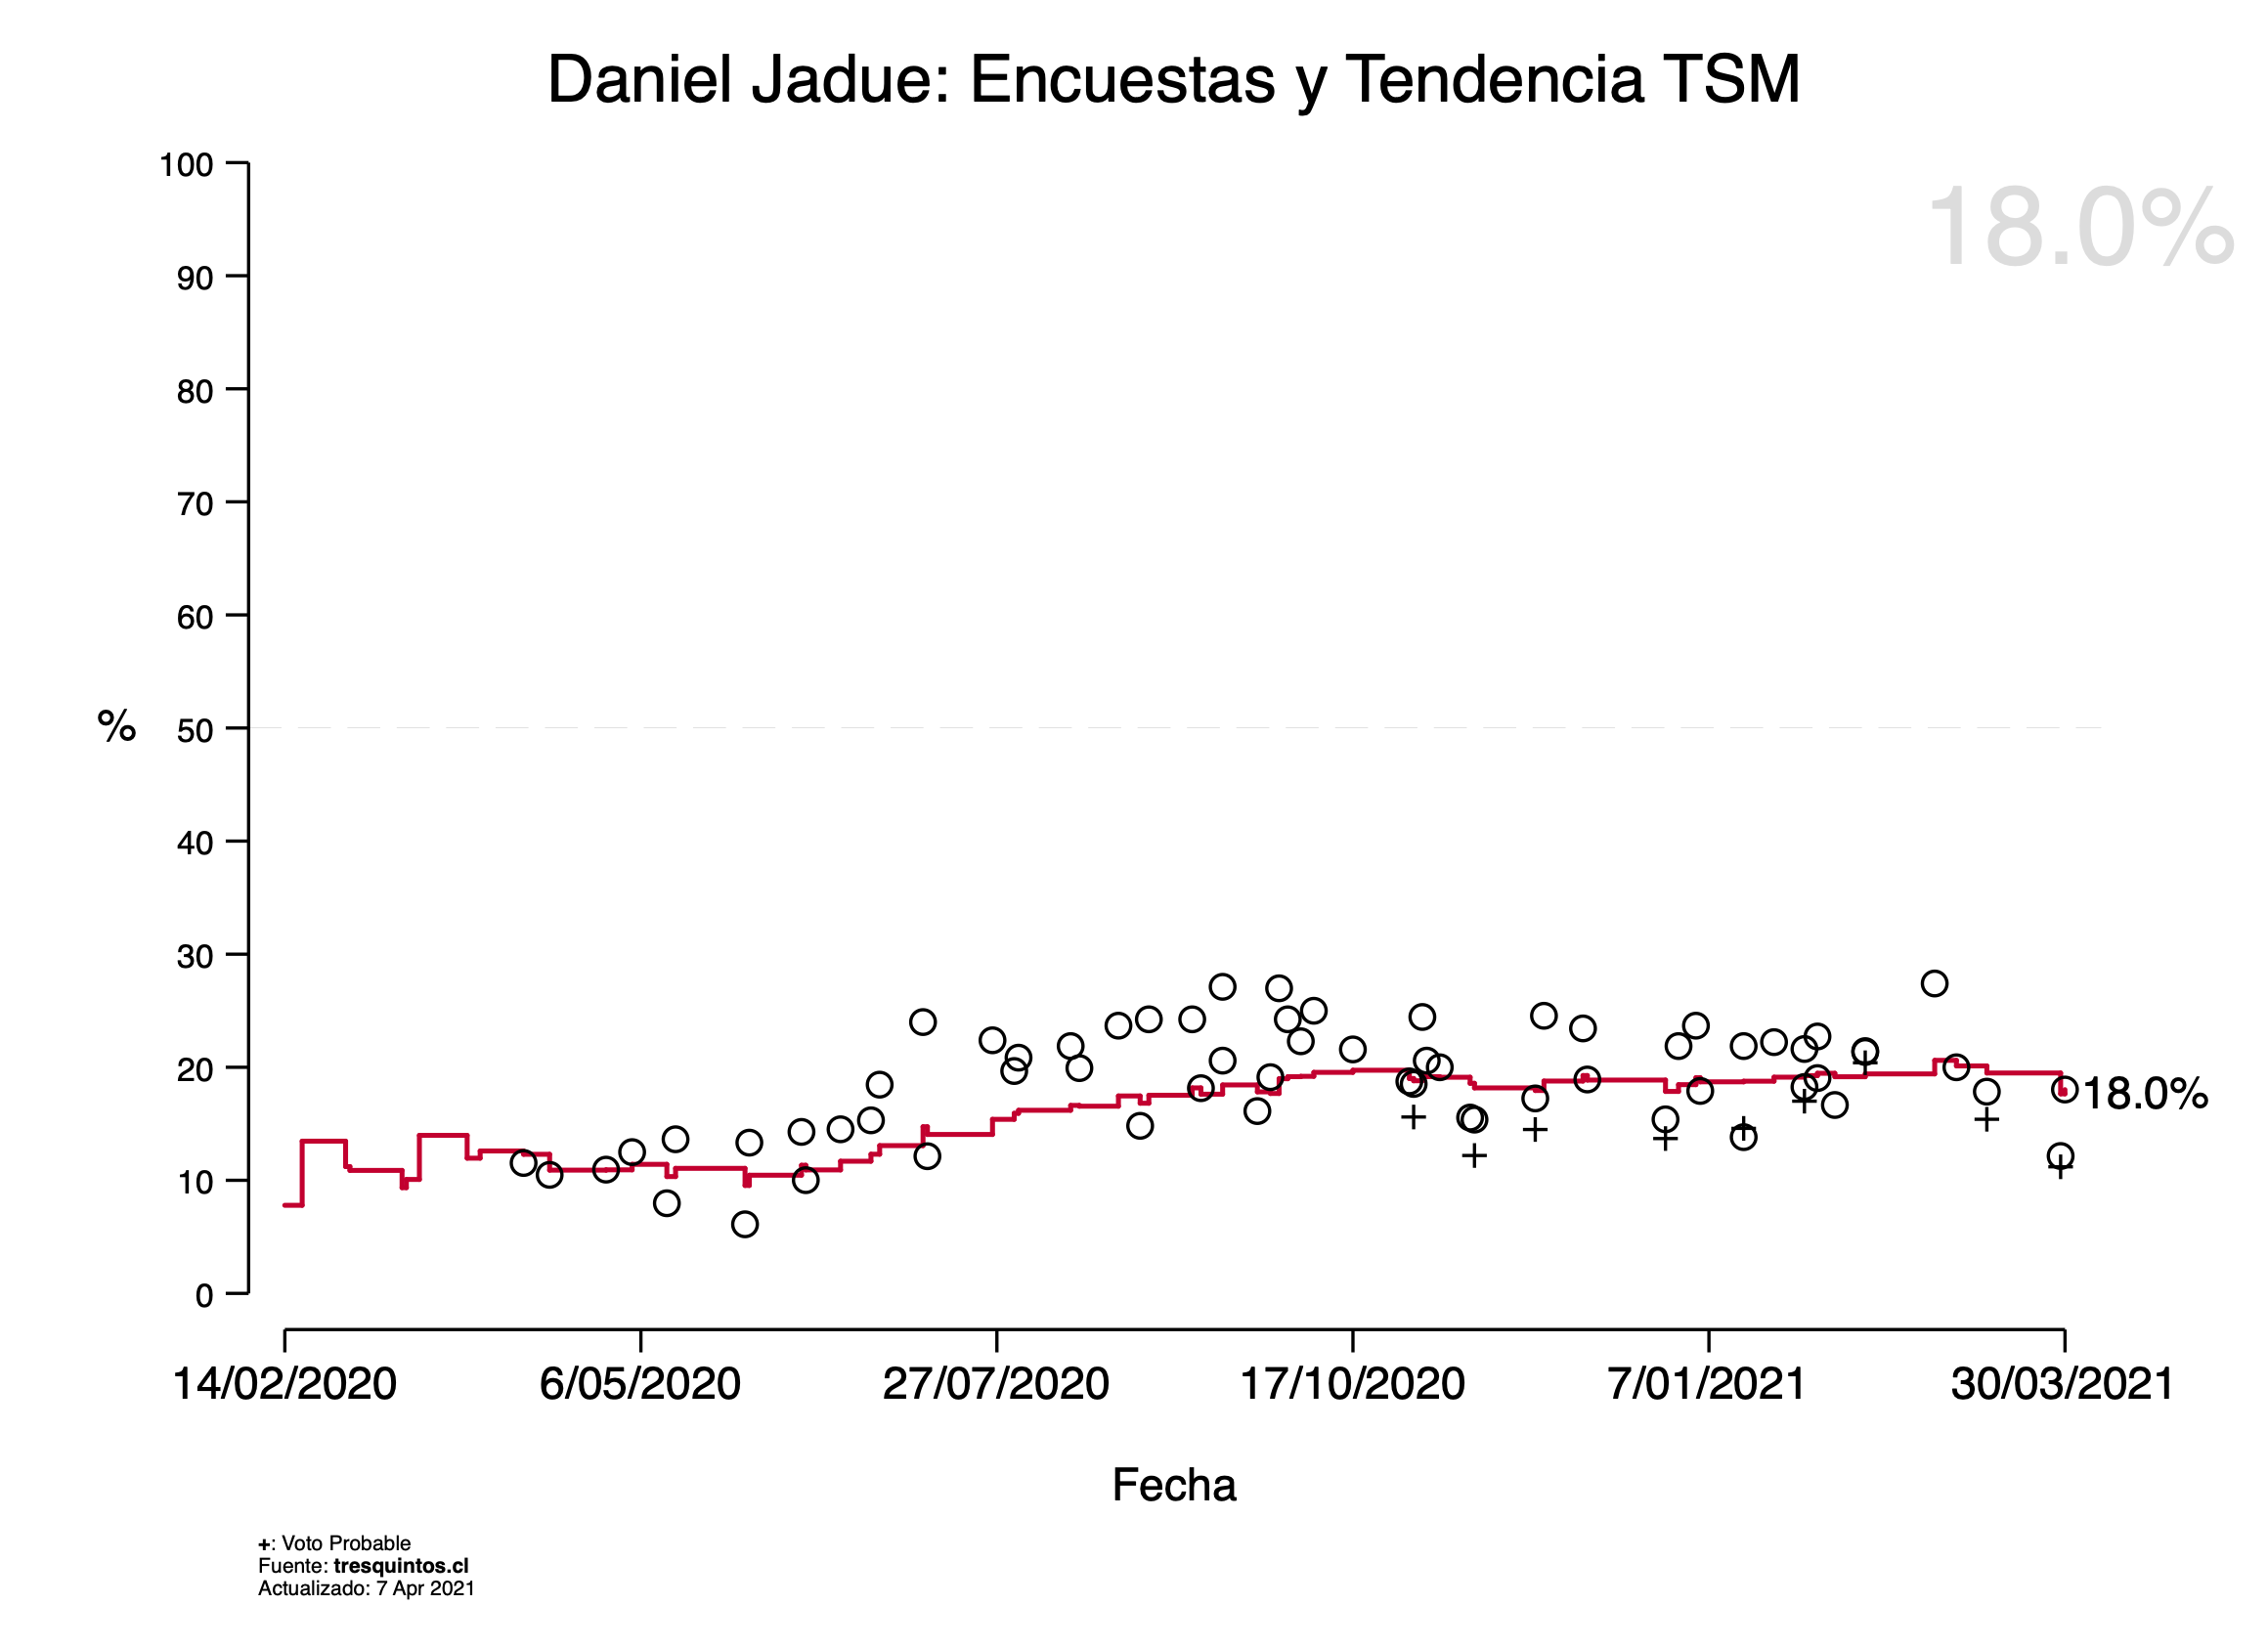 Daniel Jadue: Encuestas y Tendencia TSM
18.0%
100
90
80
70
60
% 50
40
30
20
18.0%
10
0
14/02/2020 6/05/2020 27/07/2020 17/10/2020 7/01/2021 30/03/2021
Fecha
+: Voto Probable
Fuente: tresquintos.cl
Actualizado: 7 Apr 2021